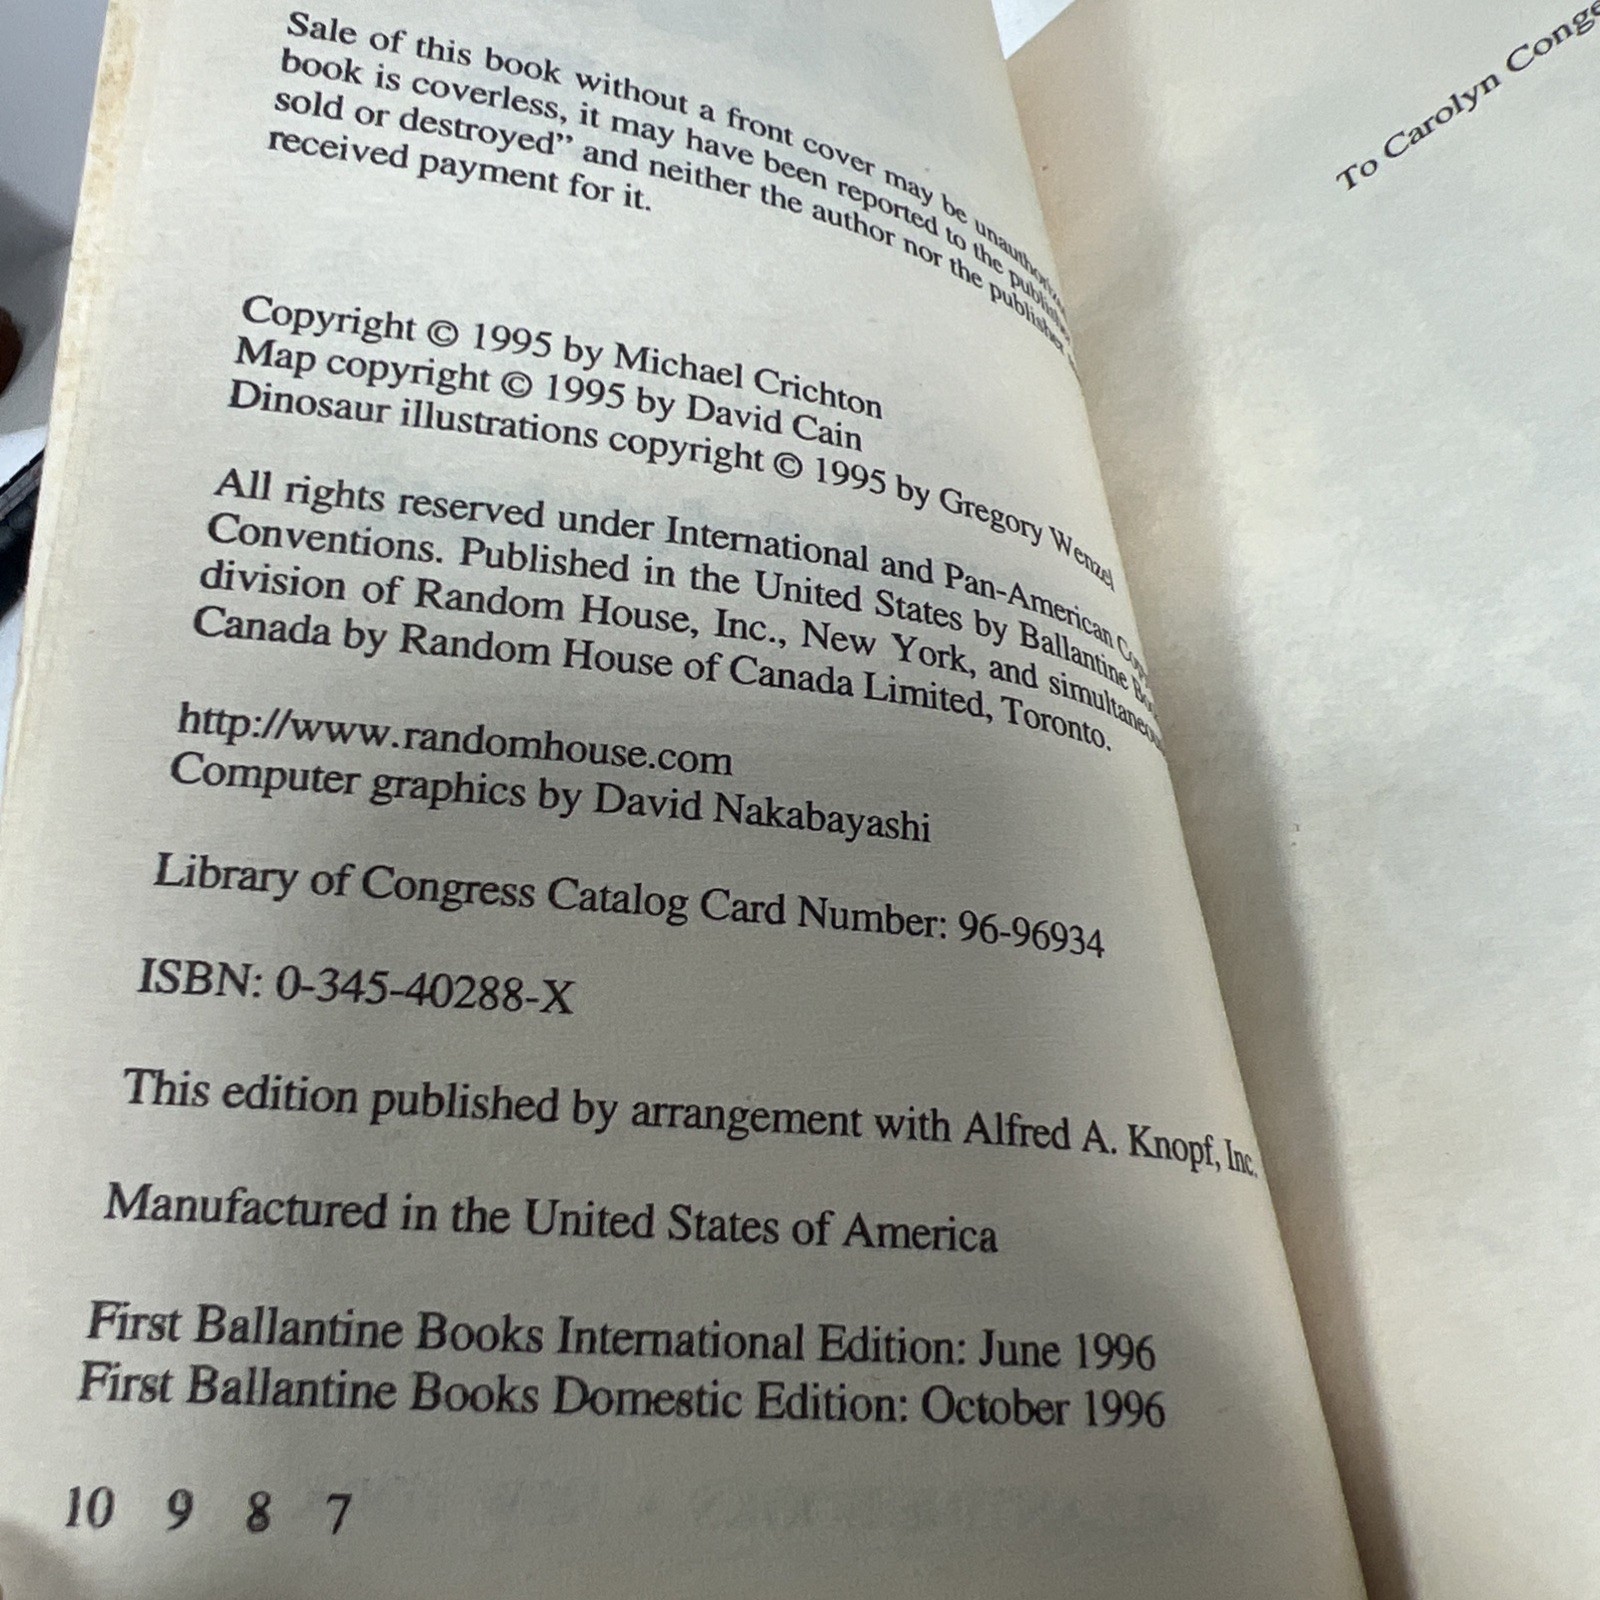 Sale of this book without a front cover may be
book is coverless, it may have been reported to the
sold or destroyed” and neither the author nor the publisher
received payment for it.
Copyright © 1995 by Michael Crichton
Map copyright © 1995 by David Cain
Dinosaur illustrations copyright © 1995 by Gregory Wenzel
All rights reserved under International and Pan-American
Conventions. Published in the United States by Ballantine
division of Random House, Inc., New York, and
Canada by Random House of Canada Limited, Toronto.
http://www.randomhouse.com
Computer graphics by David Nakabayashi
Library of Congress Catalog Card Number: 96-96934
ISBN: 0-345-40288-X
This edition published by arrangement with Alfred A. Knopf, Inc.
Manufactured in the United States of America
First Ballantine Books International Edition: June 1996
First Ballantine Books Domestic Edition: October 1996
10 9 8 7
To Carolyn